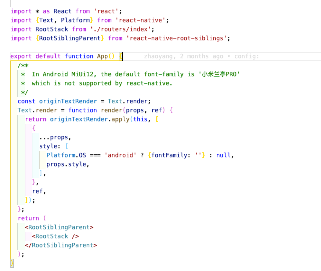 import * as React from 'react';
import {Text, Platform} from 'react-native';
import RootStack from './routers/index';
import {RootSiblingParent} from 'react-native-root-siblings';

export default function App() { zhaoyang, 2 months ago • config:
/**
* In Android MiUi12, the default font-family is '小米兰亭PRO'
* which is not supported by react-native.
*/
const originTextRender = Text.render;
Text.render = function render(props, ref) {
return originTextRender.apply(this, [
{
...props,
style: [
Platform.OS === 'android' ? {fontFamily: ''} : null,
props.style,
],
},
ref,
]);
};
return (
<RootSiblingParent>
<RootStack />
</RootSiblingParent>
);
}